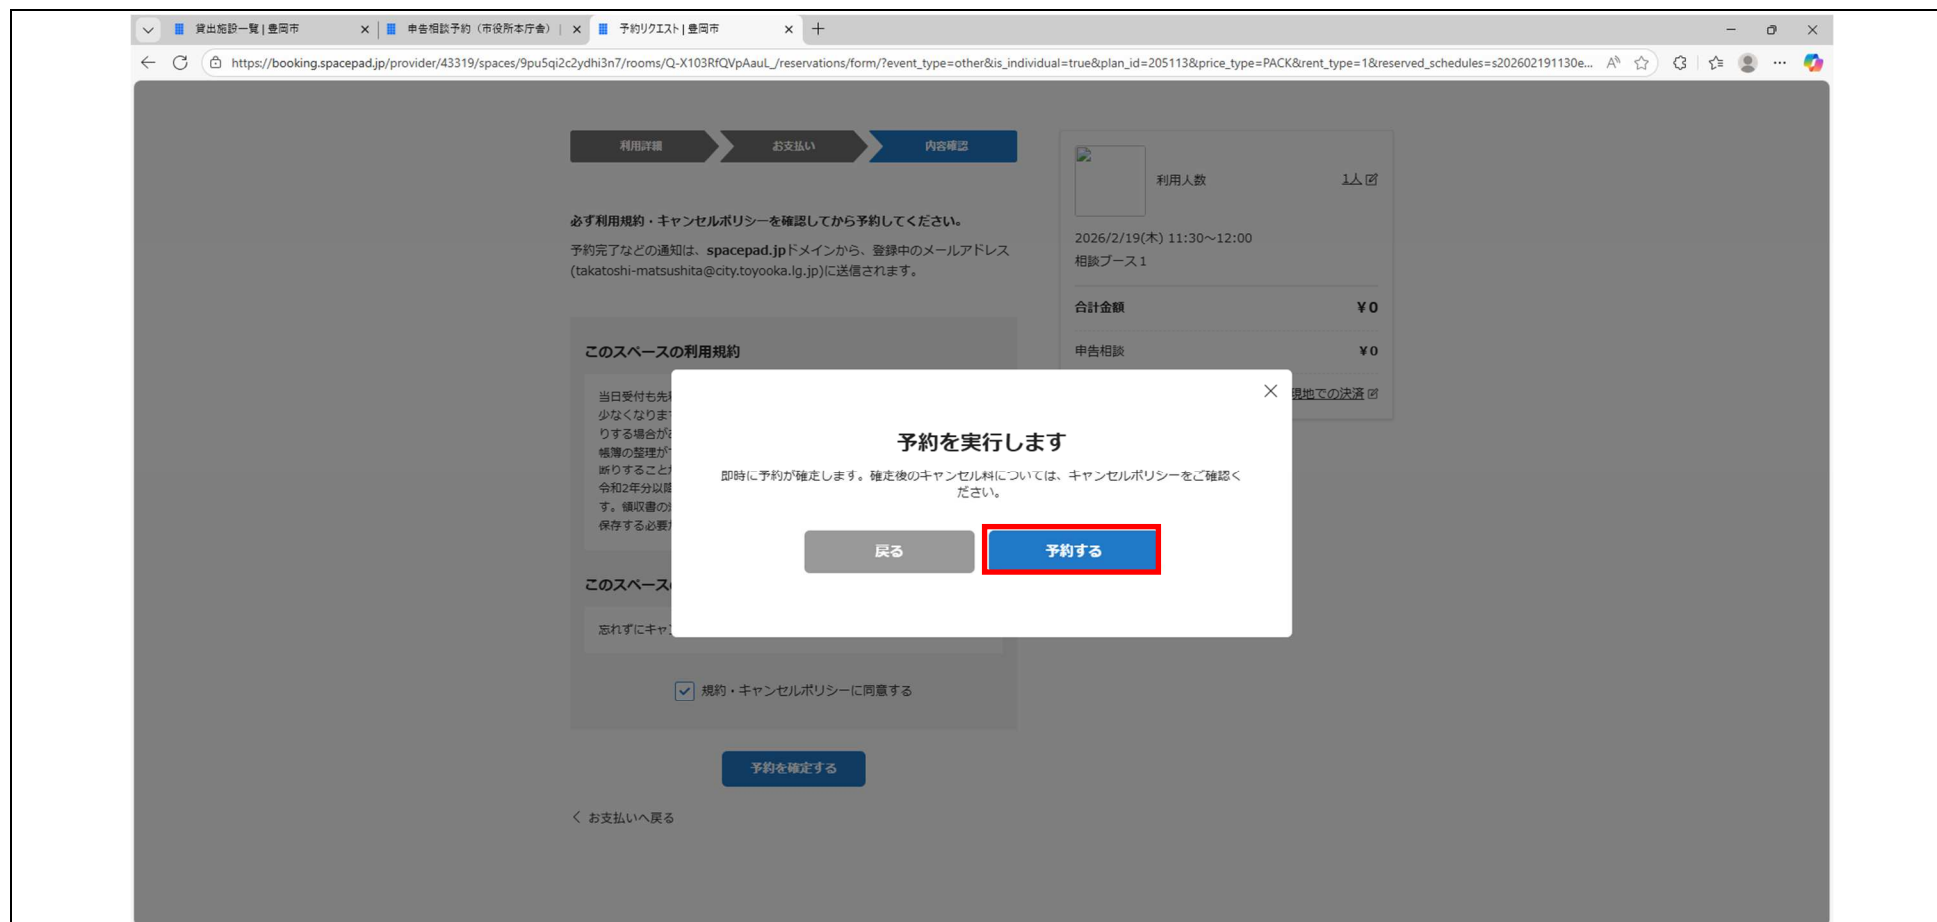 貸出施設一覧 | 豊岡市
申告相談予約（市役所本庁舎） |
予約リクエスト | 豊岡市
https://booking.spacepad.jp/provider/43319/spaces/9pu5qi2c2ydhi3n7/rooms/Q-X103RfQVpAauL_/reservations/form/?event_type=other&is_individual=true&plan_id=205113&price_type=PACK&rent_type=1&reserved_schedules=s202602191130e...
利用詳細
お支払い
内容確認
必ず利用規約・キャンセルポリシーを確認してから予約してください。
予約完了などの通知は、spacepad.jpドメインから、登録中のメールアドレス
(takatoshi-matsushita@city.toyooka.lg.jp)に送信されます。
利用人数
1人
2026/2/19(木) 11:30～12:00
相談ブース１
合計金額 ￥0
申告相談 ￥0
現地での決済
このスペースの利用規約
当日受付も先
少なくなりま
りする場合が
帳簿の整理が
断りすること
令和2年分以降
す。領収書の
保存する必要
このスペース
忘れずにキャ
予約を実行します
即時に予約が確定します。確定後のキャンセル料については、キャンセルポリシーをご確認く
ださい。
戻る
予約する
規約・キャンセルポリシーに同意する
予約を確定する
お支払いへ戻る